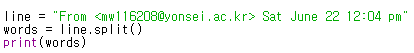 line = "From <mw116208@yonsei.ac.kr> Sat June 22 12:04 pm"
words = line.split()
print(words)